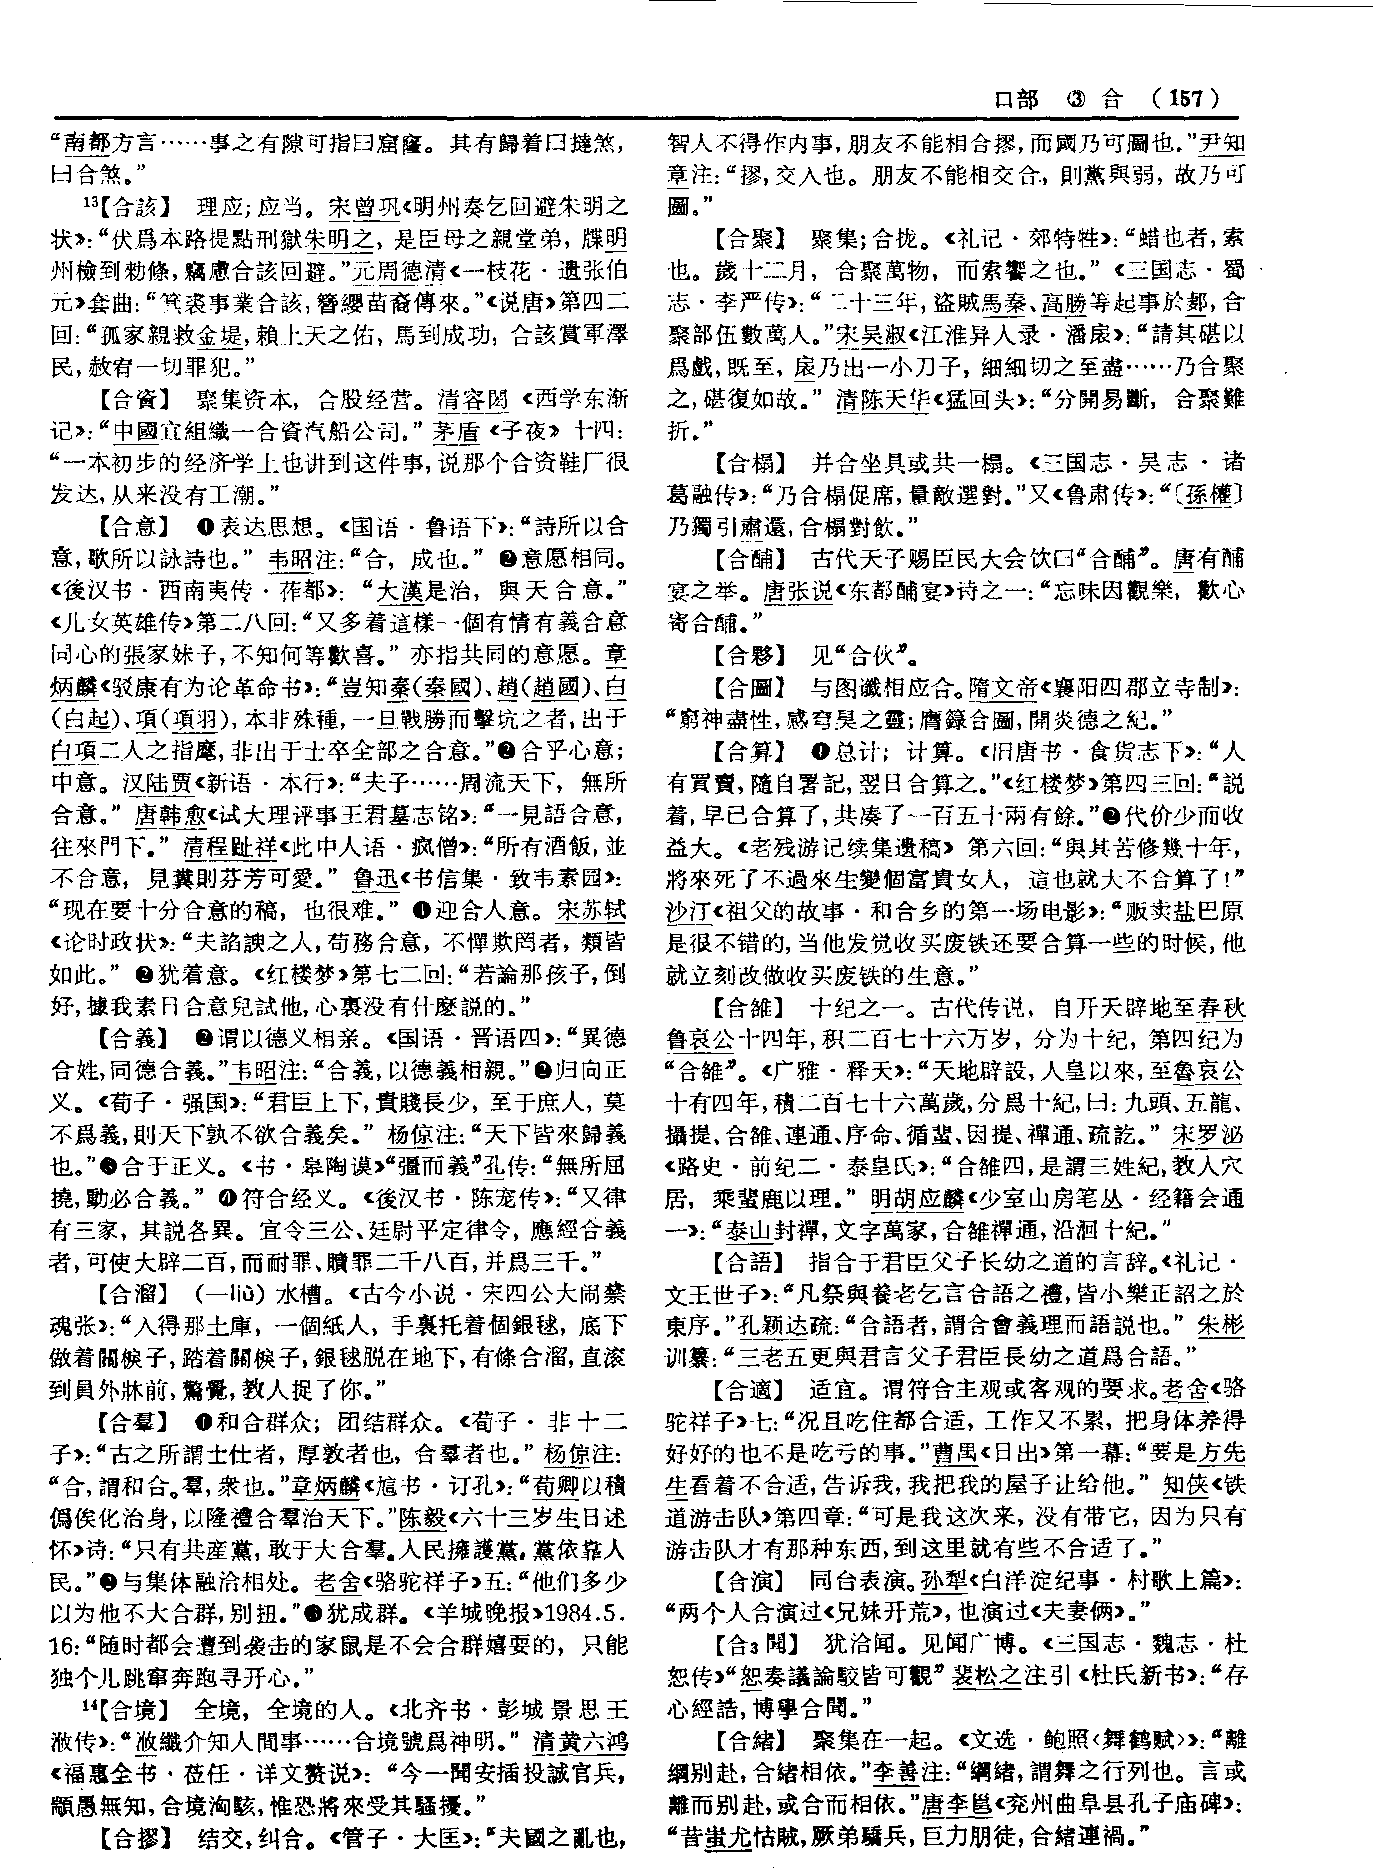 口部 ③ 合 （157）
“南都方言……事之有隙可指曰窟窿。其有歸着曰撻煞，
曰合煞。”
¹³【合該】 理应；应当。宋曾巩《明州奏乞回避朱明之
状》：“伏爲本路提點刑獄朱明之，是臣母之親堂弟，牒明
州檢到勑條，竊慮合該回避。”元周德清《一枝花·遗张伯
元》套曲：“箕裘事業合該，簪纓苗裔傳來。”《说唐》第四二
回：“孤家親救金堤，賴上天之佑，馬到成功，合該賞軍澤
民，赦宥一切罪犯。”
【合資】 聚集资本，合股经营。清容闳《西学东渐
记》：“中國宜組織一合資汽船公司。”茅盾《子夜》十四：
“一本初步的经济学上也讲到这件事，说那个合资鞋厂很
发达，从来没有工潮。”
【合意】 ❶表达思想。《国语·鲁语下》：“詩所以合
意，歌所以詠詩也。”韦昭注：“合，成也。”❷意愿相同。
《後汉书·西南夷传·莋都》：“大漢是治，與天合意。”
《儿女英雄传》第二八回：“又多着這樣一個有情有義合意
同心的張家妹子，不知何等歡喜。”亦指共同的意愿。章
炳麟《驳康有为论革命书》：“豈知秦（秦國）、趙（趙國）、白
（白起）、項（項羽），本非殊種，一旦戰勝而擊坑之者，出于
白項二人之指麾，非出于士卒全部之合意。”❷合乎心意；
中意。汉陆贾《新语·本行》：“夫子……周流天下，無所
合意。”唐韩愈《试大理评事王君墓志铭》：“一見語合意，
往來門下。”清程趾祥《此中人语·疯僧》：“所有酒飯，並
不合意，見糞則芬芳可愛。”鲁迅《书信集·致韦素园》：
“现在要十分合意的稿，也很难。”❶迎合人意。宋苏轼
《论时政状》：“夫諂諛之人，苟務合意，不憚欺罔者，類皆
如此。”❷犹着意。《红楼梦》第七二回：“若論那孩子，倒
好，據我素日合意兒試他，心裏没有什麽説的。”
【合義】 ❷谓以德义相亲。《国语·晋语四》：“異德
合姓，同德合義。”韦昭注：“合義，以德義相親。”❷归向正
义。《荀子·强国》：“君臣上下，貴賤長少，至于庶人，莫
不爲義，則天下孰不欲合義矣。”杨倞注：“天下皆來歸義
也。”❸合于正义。《书·皋陶谟》“彊而義”孔传：“無所屈
撓，動必合義。”❹符合经义。《後汉书·陈宠传》：“又律
有三家，其説各異。宜令三公、廷尉平定律令，應經合義
者，可使大辟二百，而耐罪、贖罪二千八百，并爲三千。”
【合溜】 （—liù）水槽。《古今小说·宋四公大闹禁
魂张》：“入得那土庫，一個紙人，手裏托着個銀毬，底下
做着關棙子，踏着關棙子，銀毬脱在地下，有條合溜，直滚
到員外牀前，驚覺，教人捉了你。”
【合羣】 ❶和合群众；团结群众。《荀子·非十二
子》：“古之所謂士仕者，厚敦者也，合羣者也。”杨倞注：
“合，謂和合。羣，衆也。”章炳麟《訄书·订孔》：“荀卿以積
僞俟化治身，以隆禮合羣治天下。”陈毅《六十三岁生日述
怀》诗：“只有共産黨，敢于大合羣。人民擁護黨，黨依靠人
民。”❷与集体融洽相处。老舍《骆驼祥子》五：“他们多少
以为他不大合群，别扭。”❸犹成群。《羊城晚报》1984.5.
16：“随时都会遭到袭击的家鼠是不会合群嬉耍的，只能
独个儿跳窜奔跑寻开心。”
¹⁴【合境】 全境，全境的人。《北齐书·彭城景思王
浟传》：“浟纖介知人間事……合境號爲神明。”清黄六鸿
《福惠全书·莅任·详文赘说》：“今一聞安插投誠官兵，
顓愚無知，合境洶駭，惟恐將來受其騷擾。”
【合摎】 结交，纠合。《管子·大匡》：“夫國之亂也，
智人不得作内事，朋友不能相合摎，而國乃可圖也。”尹知
章注：“摎，交入也。朋友不能相交合，則黨與弱，故乃可
圖。”
【合聚】 聚集；合拢。《礼记·郊特牲》：“蜡也者，索
也。歲十二月，合聚萬物，而索饗之也。”《三国志·蜀
志·李严传》：“二十三年，盜賊馬秦、高勝等起事於郪，合
聚部伍數萬人。”宋吴淑《江淮异人录·潘扆》：“請其碪以
爲戲，既至，扆乃出一小刀子，細細切之至盡……乃合聚
之，碪復如故。”清陈天华《猛回头》：“分開易斷，合聚難
折。”
【合榻】 并合坐具或共一榻。《三国志·吴志·诸
葛融传》：“乃合榻促席，量敵選對。”又《鲁肃传》：“〔孫權〕
乃獨引肅還，合榻對飲。”
【合酺】 古代天子赐臣民大会饮曰“合酺”。唐有酺
宴之举。唐张说《东都酺宴》诗之一：“忘味因觀樂，歡心
寄合酺。”
【合夥】 见“合伙”。
【合圖】 与图谶相应合。隋文帝《襄阳四郡立寺制》：
“窮神盡性，感穹昊之靈；膺籙合圖，開炎德之紀。”
【合算】 ❶总计；计算。《旧唐书·食货志下》：“人
有買賣，隨自署記，翌日合算之。”《红楼梦》第四三回：“説
着，早已合算了，共凑了一百五十兩有餘。”❷代价少而收
益大。《老残游记续集遗稿》第六回：“與其苦修幾十年，
將來死了不過來生變個富貴女人，這也就大不合算了！”
沙汀《祖父的故事·和合乡的第一场电影》：“贩卖盐巴原
是很不错的，当他发觉收买废铁还要合算一些的时候，他
就立刻改做收买废铁的生意。”
【合雒】 十纪之一。古代传说，自开天辟地至春秋
鲁哀公十四年，积二百七十六万岁，分为十纪，第四纪为
“合雒”。《广雅·释天》：“天地辟設，人皇以來，至魯哀公
十有四年，積二百七十六萬歲，分爲十紀，曰：九頭、五龍、
攝提、合雒、連通、序命、循蜚、因提、禪通、疏訖。”宋罗泌
《路史·前纪二·泰皇氏》：“合雒四，是謂三姓紀，教人穴
居，乘蜚鹿以理。”明胡应麟《少室山房笔丛·经籍会通
一》：“泰山封禪，文字萬家，合雒禪通，沿洄十紀。”
【合語】 指合于君臣父子长幼之道的言辞。《礼记·
文王世子》：“凡祭與養老乞言合語之禮，皆小樂正詔之於
東序。”孔颖达疏：“合語者，謂合會義理而語説也。”朱彬
训纂：“三老五更與君言父子君臣長幼之道爲合語。”
【合適】 适宜。谓符合主观或客观的要求。老舍《骆
驼祥子》七：“况且吃住都合适，工作又不累，把身体养得
好好的也不是吃亏的事。”曹禺《日出》第一幕：“要是方先
生看着不合适，告诉我，我把我的屋子让给他。”知侠《铁
道游击队》第四章：“可是我这次来，没有带它，因为只有
游击队才有那种东西，到这里就有些不合适了。”
【合演】 同台表演。孙犁《白洋淀纪事·村歌上篇》：
“两个人合演过《兄妹开荒》，也演过《夫妻俩》。”
【合₃聞】 犹洽闻。见闻广博。《三国志·魏志·杜
恕传》“恕奏議論駁皆可觀”裴松之注引《杜氏新书》：“存
心經誥，博學合聞。”
【合緒】 聚集在一起。《文选·鲍照〈舞鹤赋〉》：“離
綱别赴，合緒相依。”李善注：“綱緒，謂舞之行列也。言或
離而别赴，或合而相依。”唐李邕《兖州曲阜县孔子庙碑》：
“昔蚩尤怙賊，厥弟驕兵，巨力朋徒，合緒連禍。”